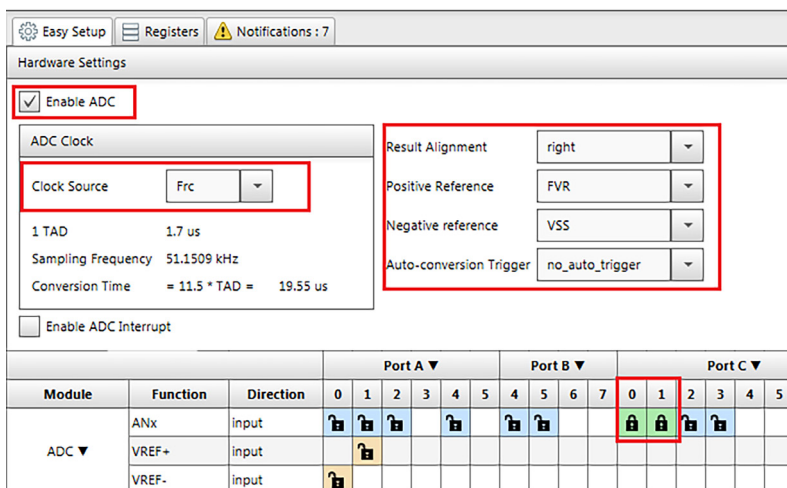 Easy Setup Registers Notifications : 7
Hardware Settings
Enable ADC
ADC Clock
Clock Source Frc
1 TAD 1.7 us
Sampling Frequency 51.1509 kHz
Conversion Time = 11.5 * TAD = 19.55 us
Result Alignment right
Positive Reference FVR
Negative reference VSS
Auto-conversion Trigger no_auto_trigger
Enable ADC Interrupt
Port A ▼ Port B ▼ Port C ▼
Module Function Direction 0 1 2 3 4 5 4 5 6 7 0 1 2 3 4 5
ANx input
ADC ▼ VREF+ input
VREF- input